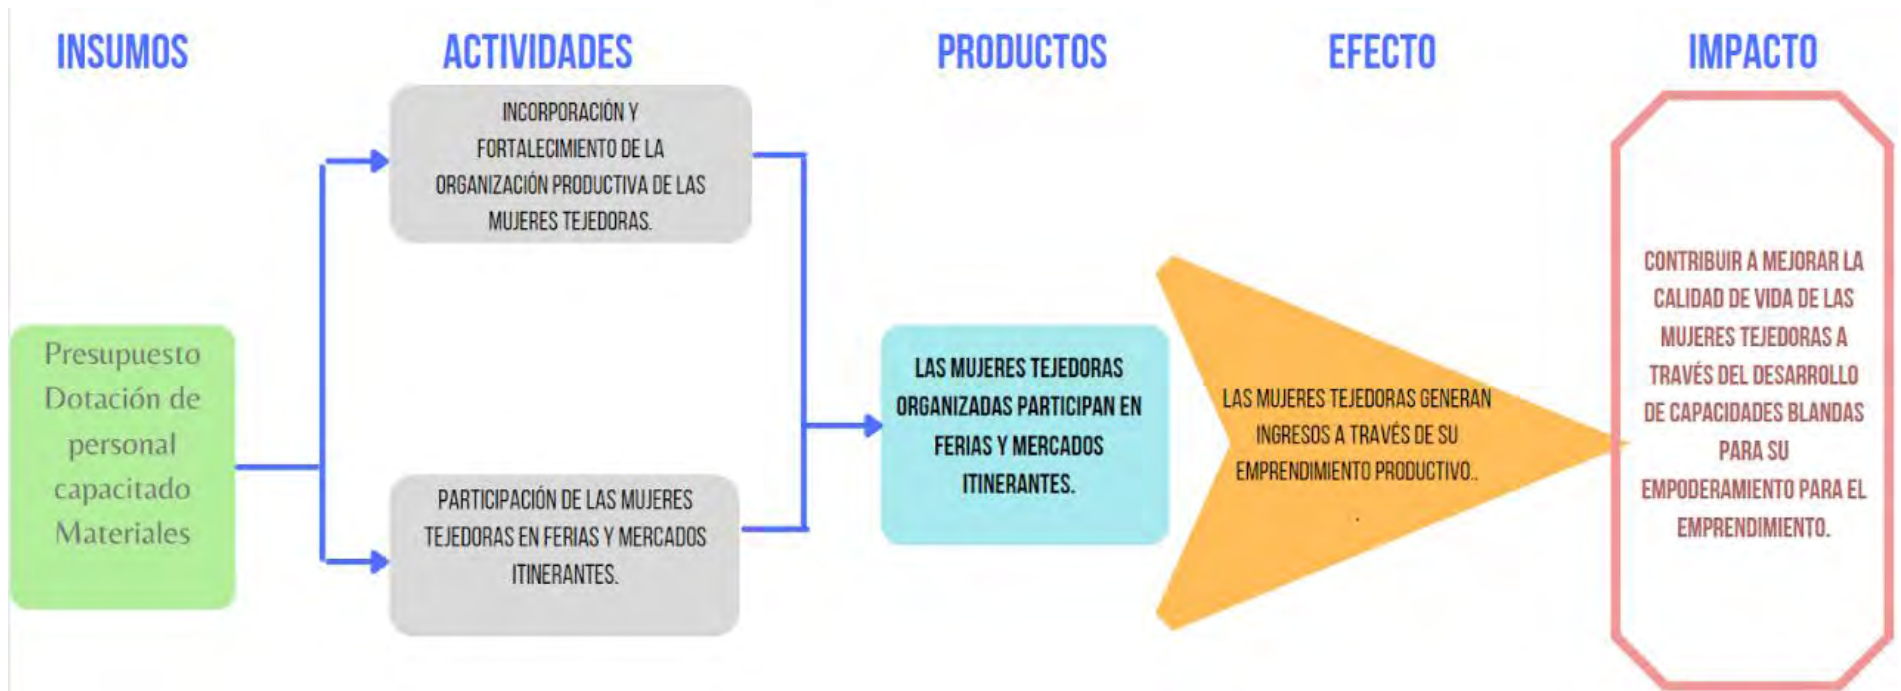 INSUMOS
ACTIVIDADES
PRODUCTOS
EFECTO
IMPACTO
Presupuesto
Dotación de
personal
capacitado
Materiales
INCORPORACIÓN Y
FORTALECIMIENTO DE LA
ORGANIZACIÓN PRODUCTIVA DE LAS
MUJERES TEJEDORAS.
PARTICIPACIÓN DE LAS MUJERES
TEJEDORAS EN FERIAS Y MERCADOS
ITINERANTES.
LAS MUJERES TEJEDORAS
ORGANIZADAS PARTICIPAN EN
FERIAS Y MERCADOS
ITINERANTES.
LAS MUJERES TEJEDORAS GENERAN
INGRESOS A TRAVÉS DE SU
EMPRENDIMIENTO PRODUCTIVO..
.
CONTRIBUIR A MEJORAR LA
CALIDAD DE VIDA DE LAS
MUJERES TEJEDORAS A
TRAVÉS DEL DESARROLLO
DE CAPACIDADES BLANDAS
PARA SU
EMPODERAMIENTO PARA EL
EMPRENDIMIENTO.